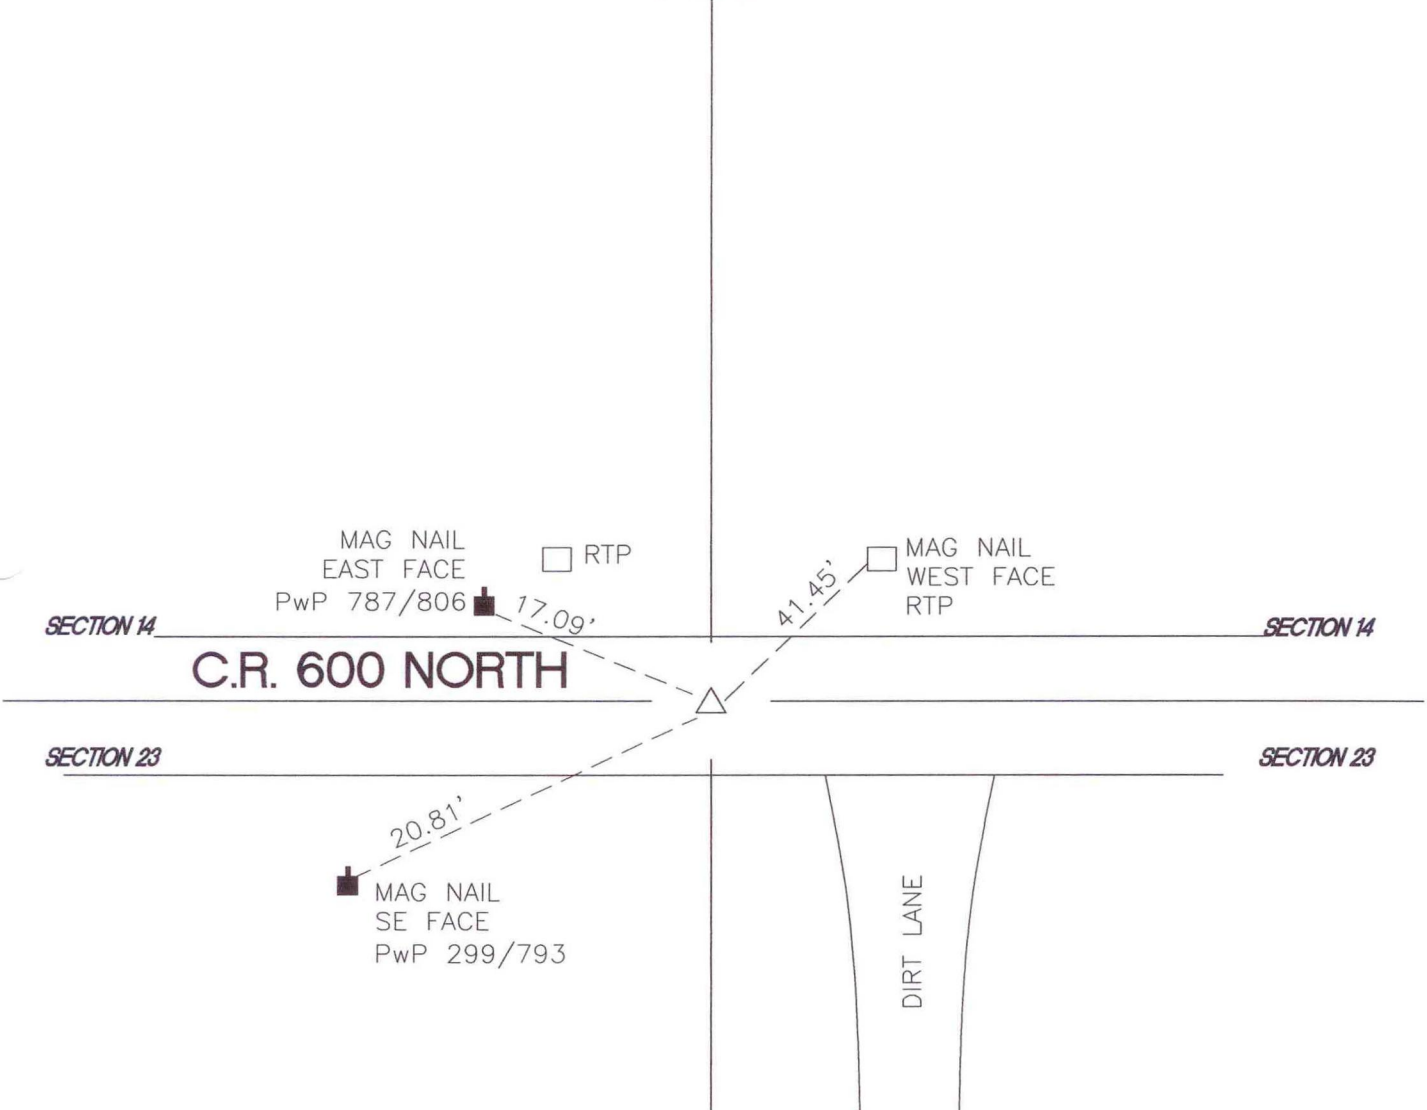 MAG NAIL
EAST FACE
PwP 787/806
RTP
MAG NAIL
WEST FACE
RTP
17.09'
41.45'
SECTION 14
SECTION 14
C.R. 600 NORTH
SECTION 23
SECTION 23
20.81'
MAG NAIL
SE FACE
PwP 299/793
DIRT LANE